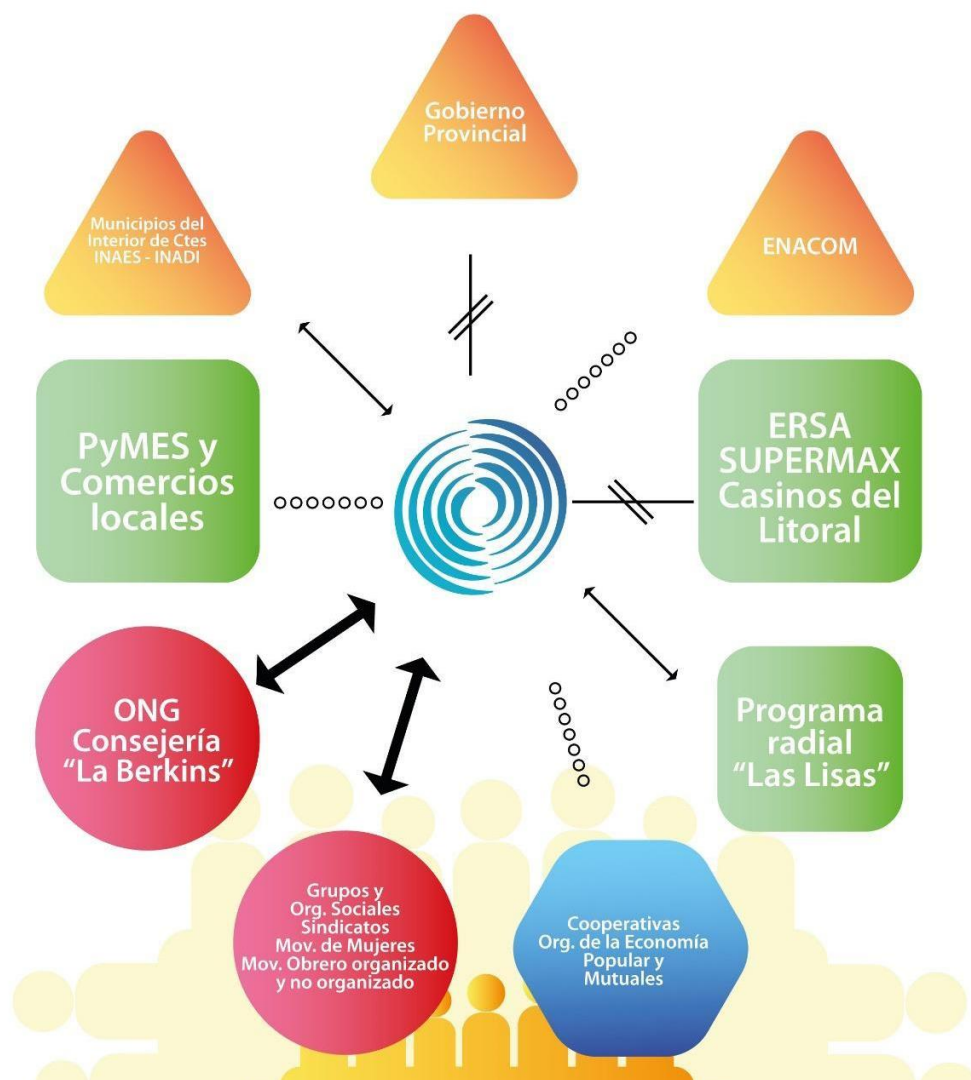 Gobierno
Provincial
Municipios del
Interior de Ctes
INAES - INADI
ENACOM
PyMES y
Comercios
locales
ERSA
SUPERMAX
Casinos del
Litoral
ONG
Consejería
“La Berkins”
Programa
radial
“Las Lisas”
Grupos y
Org. Sociales
Sindicatos
Mov. de Mujeres
Mov. Obrero organizado
y no organizado
Cooperativas
Org. de la Economía
Popular y
Mutuales